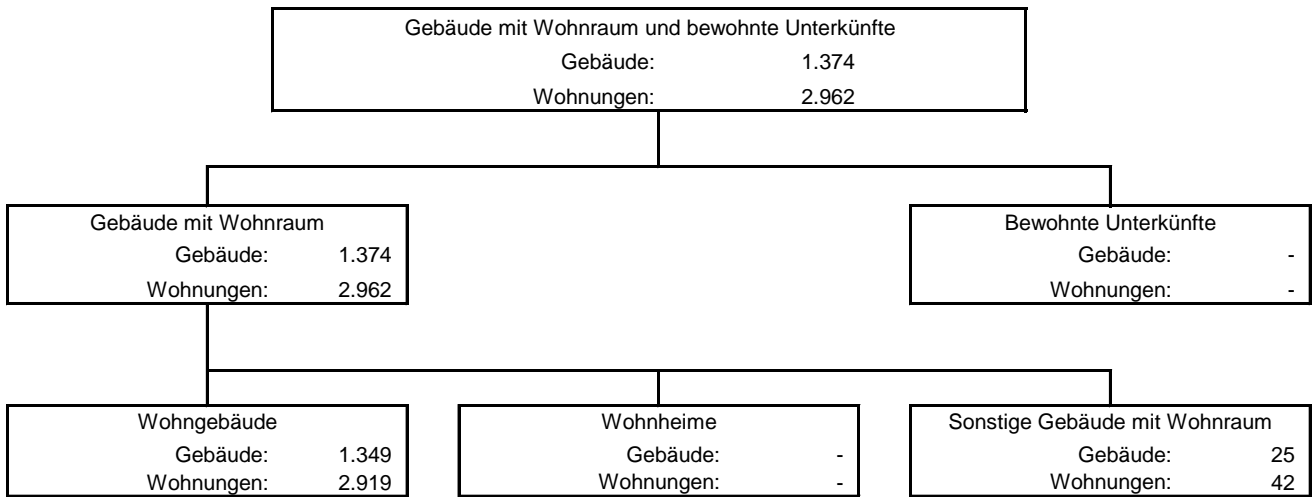 Gebäude mit Wohnraum und bewohnte Unterkünfte
Gebäude: 1.374
Wohnungen: 2.962
Gebäude mit Wohnraum
Gebäude: 1.374
Wohnungen: 2.962
Bewohnte Unterkünfte
Gebäude: -
Wohnungen: -
Wohngebäude
Gebäude: 1.349
Wohnungen: 2.919
Wohnheime
Gebäude: -
Wohnungen: -
Sonstige Gebäude mit Wohnraum
Gebäude: 25
Wohnungen: 42